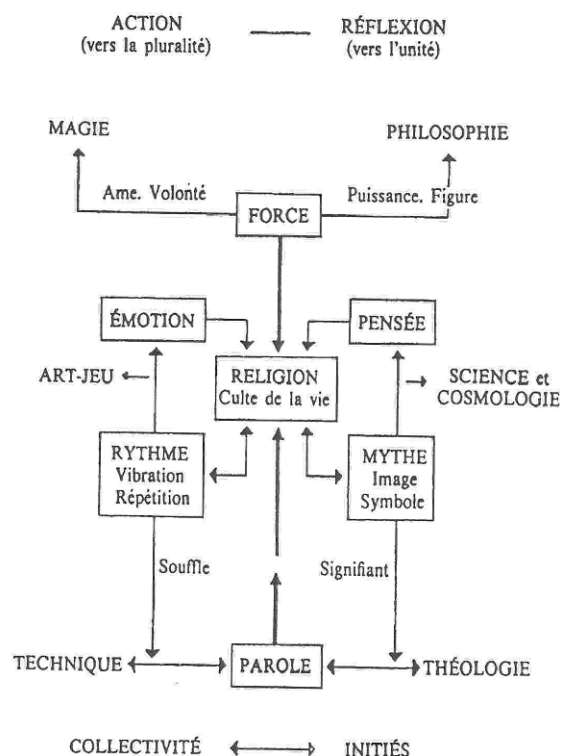 ACTION RÉFLEXION
(vers la pluralité) (vers l'unité)
MAGIE PHILOSOPHIE
Ame. Volonté Puissance. Figure
FORCE
ÉMOTION PENSÉE
ART-JEU RELIGION SCIENCE et
Culte de la vie COSMOLOGIE
RYTHME MYTHE
Vibration Image
Répétition Symbole
Souffle Signifiant
TECHNIQUE PAROLE THÉOLOGIE
COLLECTIVITÉ INITIÉS